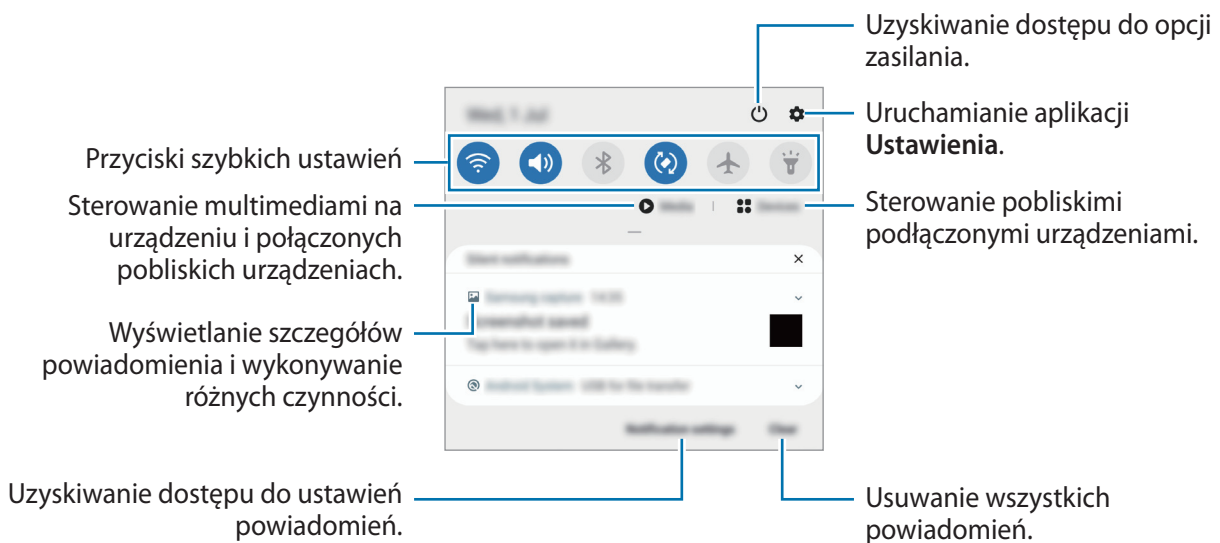 Uzyskiwanie dostępu do opcji
zasilania.
Wed, 1 Jul
Uruchamianie aplikacji
Ustawienia.
Przyciski szybkich ustawień
Sterowanie multimediami na
urządzeniu i połączonych
pobliskich urządzeniach.
Media
Devices
Sterowanie pobliskimi
podłączonymi urządzeniami.
Silent notifications
Samsung capture 14:35
Screenshot saved
Tap here to open it in Gallery.
Wyświetlanie szczegółów
powiadomienia i wykonywanie
różnych czynności.
Android System USB for file transfer
Notification settings
Clear
Uzyskiwanie dostępu do ustawień
powiadomień.
Usuwanie wszystkich
powiadomień.